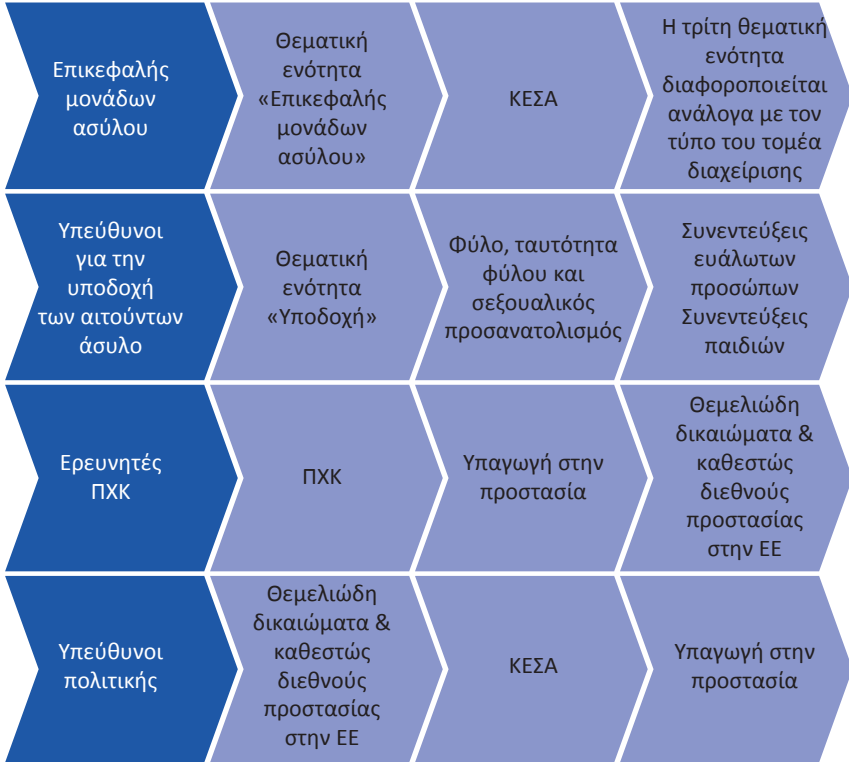 Επικεφαλής
μονάδων
ασύλου
Θεματική
ενότητα
«Επικεφαλής
μονάδων
ασύλου»
ΚΕΣΑ
Η τρίτη θεματική
ενότητα
διαφοροποιείται
ανάλογα με τον
τύπο του τομέα
διαχείρισης
Υπεύθυνοι
για την
υποδοχή
των αιτούντων
άσυλο
Θεματική
ενότητα
«Υποδοχή»
Φύλο, ταυτότητα
φύλου και
σεξουαλικός
προσανατολισμός
Συνεντεύξεις
ευάλωτων
προσώπων
Συνεντεύξεις
παιδιών
Ερευνητές
ΠΧΚ
ΠΧΚ
Υπαγωγή στην
προστασία
Θεμελιώδη
δικαιώματα &
καθεστώς
διεθνούς
προστασίας
στην ΕΕ
Υπεύθυνοι
πολιτικής
Θεμελιώδη
δικαιώματα &
καθεστώς
διεθνούς
προστασίας
στην ΕΕ
ΚΕΣΑ
Υπαγωγή στην
προστασία